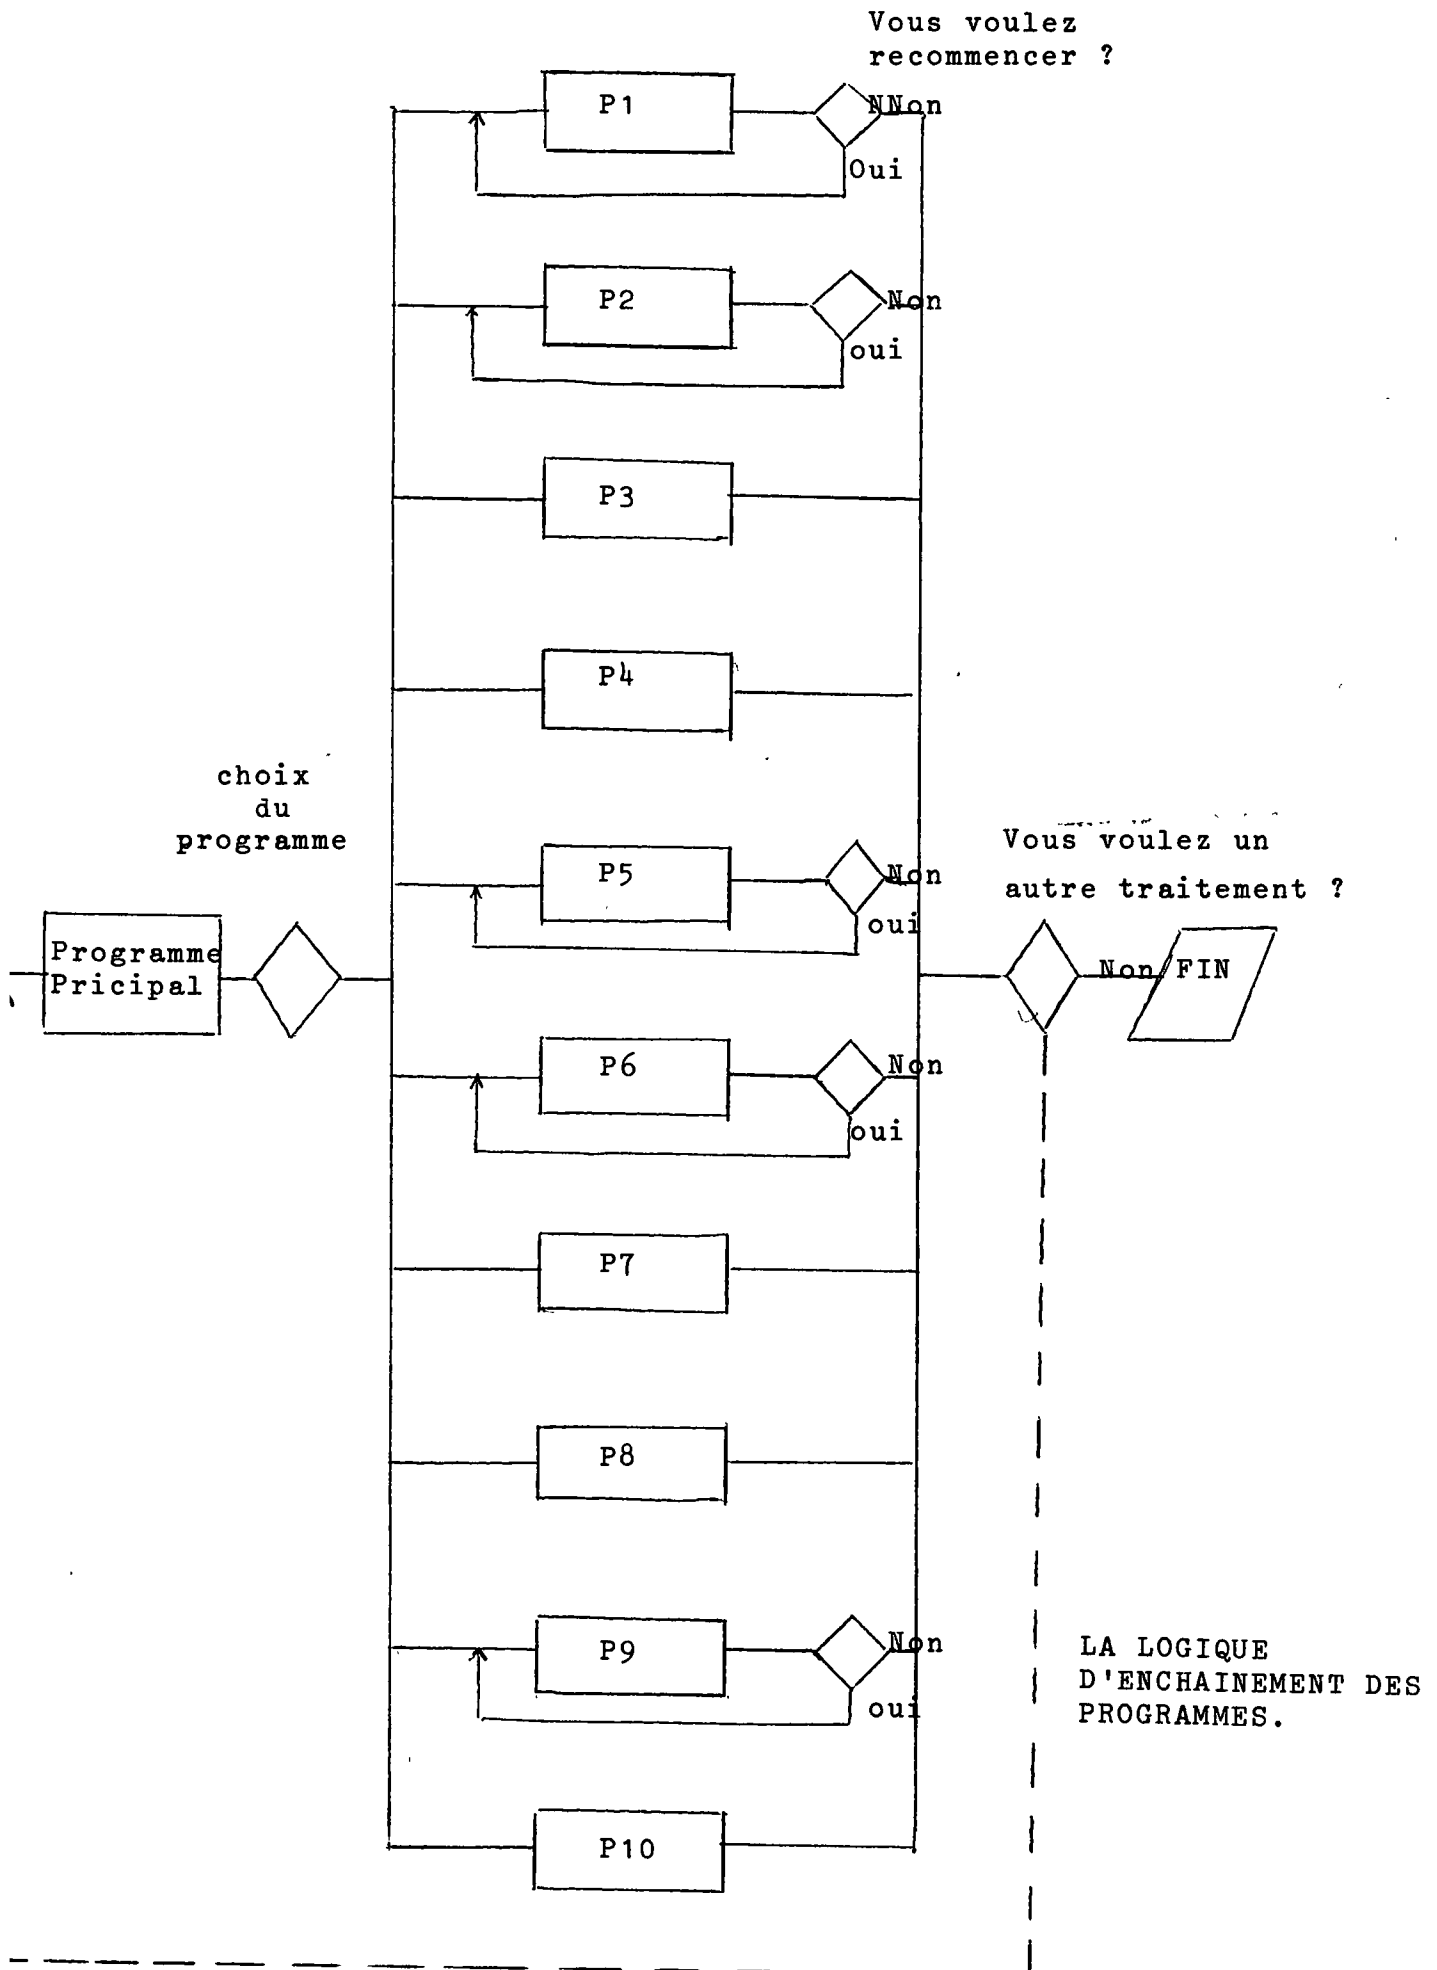 Vous voulez
recommencer ?
P1
NNon
Oui
P2
Non
oui
P3
P4
choix
du
programme
P5
Non
oui
Vous voulez un
autre traitement ?
Programme
Pricipal
Non
FIN
P6
Non
oui
P7
P8
P9
Non
oui
LA LOGIQUE
D'ENCHAINEMENT DES
PROGRAMMES.
P10